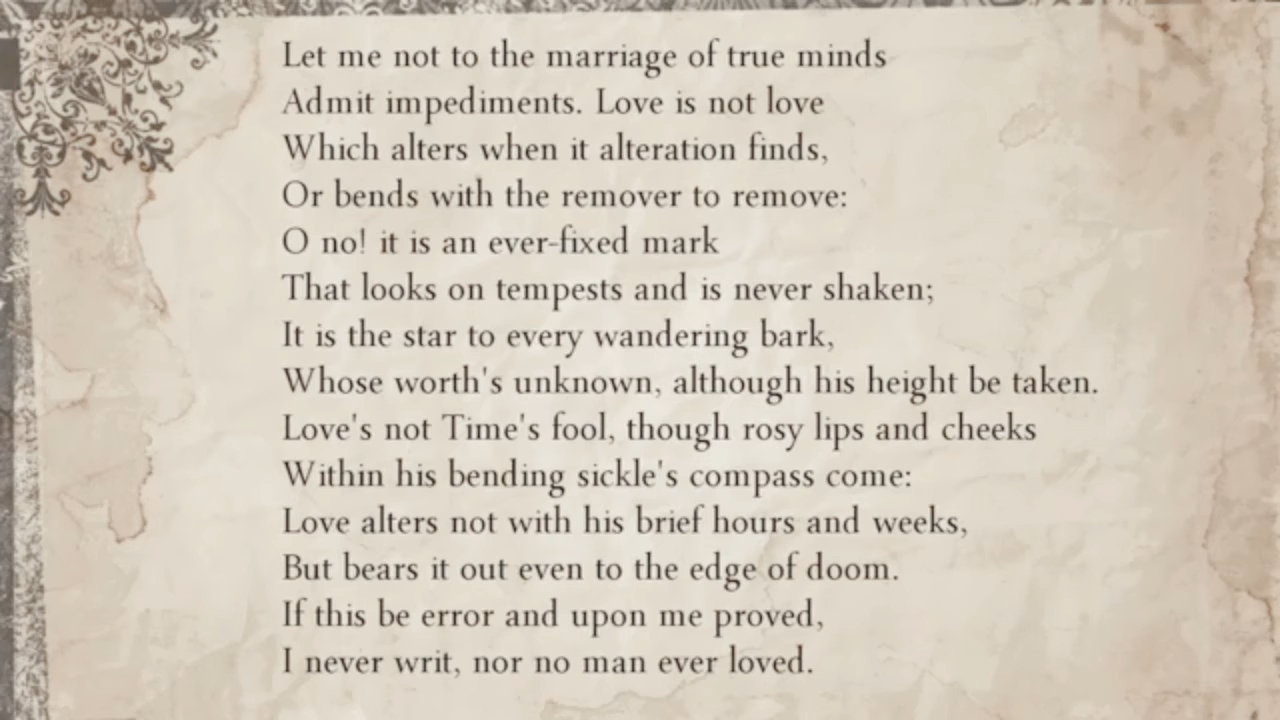 Let me not to the marriage of true minds
Admit impediments. Love is not love
Which alters when it alteration finds,
Or bends with the remover to remove:
O no! it is an ever-fixed mark
That looks on tempests and is never shaken;
It is the star to every wandering bark,
Whose worth's unknown, although his height be taken.
Love's not Time's fool, though rosy lips and cheeks
Within his bending sickle's compass come:
Love alters not with his brief hours and weeks,
But bears it out even to the edge of doom.
If this be error and upon me proved,
I never writ, nor no man ever loved.